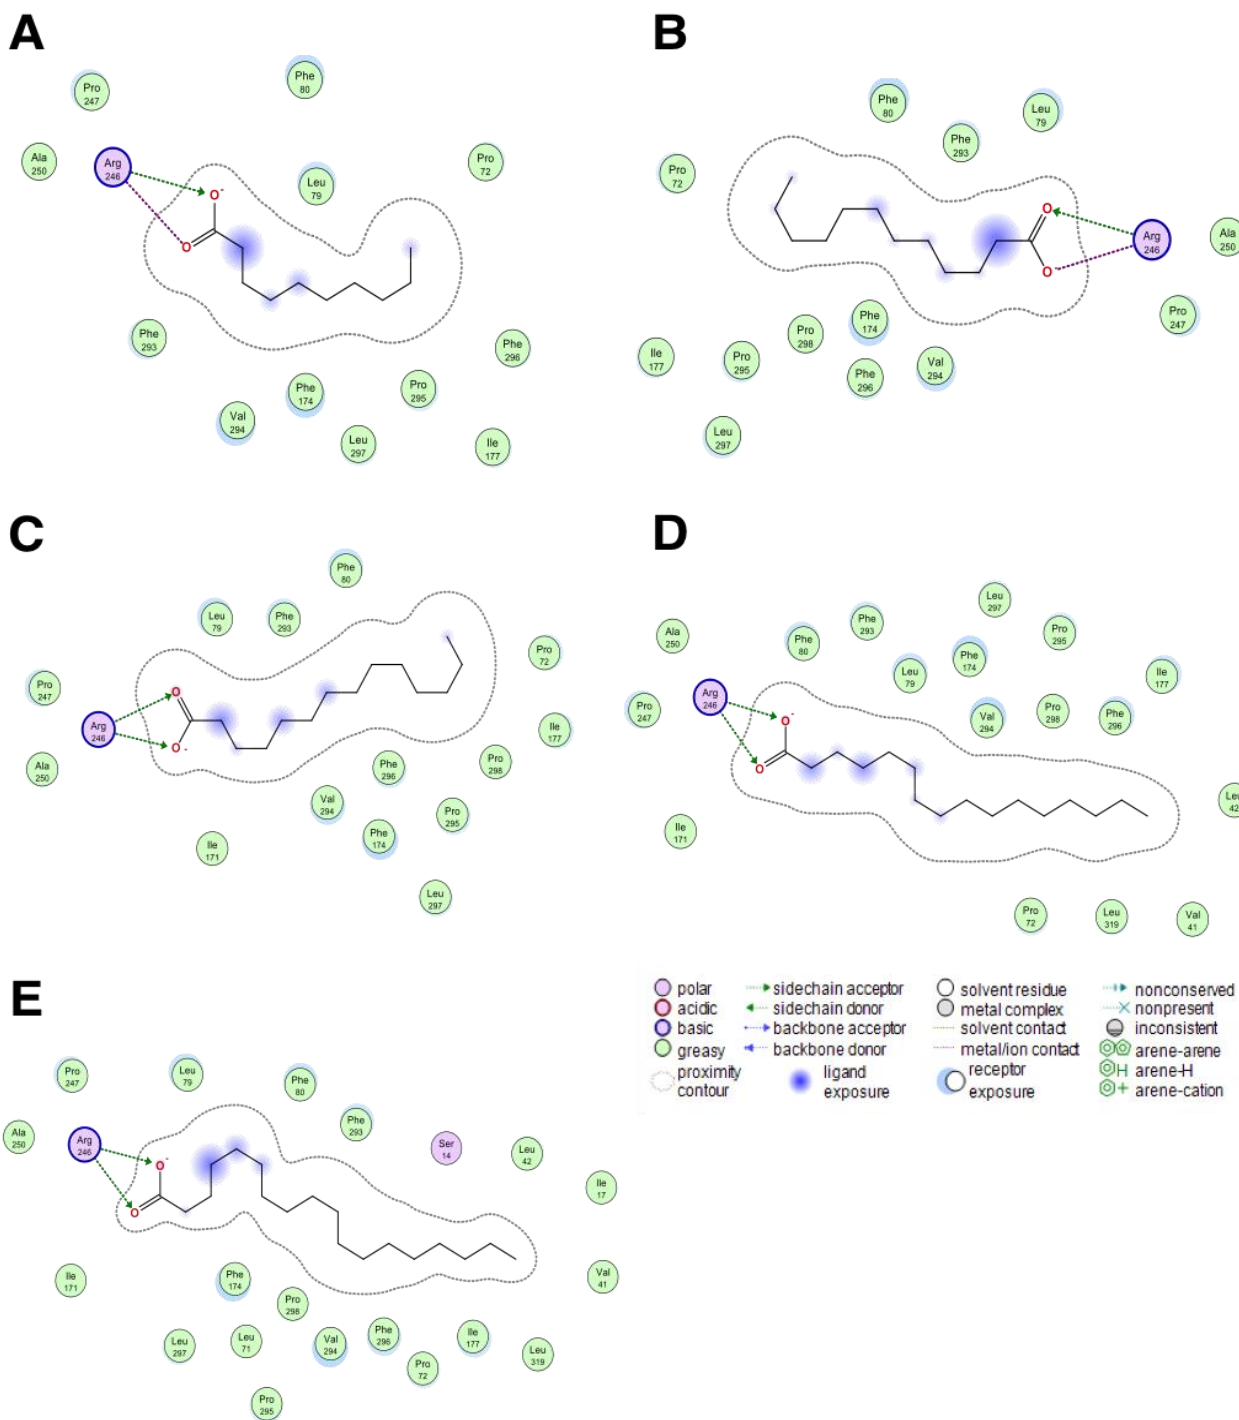 A
Pro
247
Phe
80
Ala
250
Arg
246
O-
O
Leu
79
Pro
72
Phe
293
Phe
296
Phe
174
Pro
295
Val
294
Leu
297
Ile
177
B
Phe
80
Leu
79
Phe
293
Pro
72
O
O-
Arg
246
Ala
250
Pro
247
Phe
174
Pro
298
Ile
177
Pro
295
Phe
296
Val
294
Leu
297
C
Phe
80
Leu
79
Phe
293
Pro
72
Pro
247
O
O-
Arg
246
Ile
177
Ala
250
Phe
296
Pro
298
Val
294
Pro
295
Phe
174
Ile
171
Leu
297
D
Leu
297
Ala
250
Phe
80
Phe
293
Pro
295
Leu
79
Phe
174
Ile
177
Pro
247
Arg
246
O-
O
Val
294
Pro
298
Phe
296
Leu
42
Ile
171
Pro
72
Leu
319
Val
41
E
Pro
247
Leu
79
Phe
80
Phe
293
Ala
250
Arg
246
O-
O
Ser
14
Leu
42
Ile
17
Ile
171
Phe
174
Pro
298
Val
41
Leu
297
Leu
71
Val
294
Phe
296
Ile
177
Pro
72
Leu
319
Pro
295
polar
acidic
basic
greasy
proximity
contour
sidechain acceptor
sidechain donor
backbone acceptor
backbone donor
ligand
exposure
solvent residue
metal complex
solvent contact
metal/ion contact
receptor
exposure
nonconserved
nonpresent
inconsistent
arene-arene
H arene-H
+ arene-cation